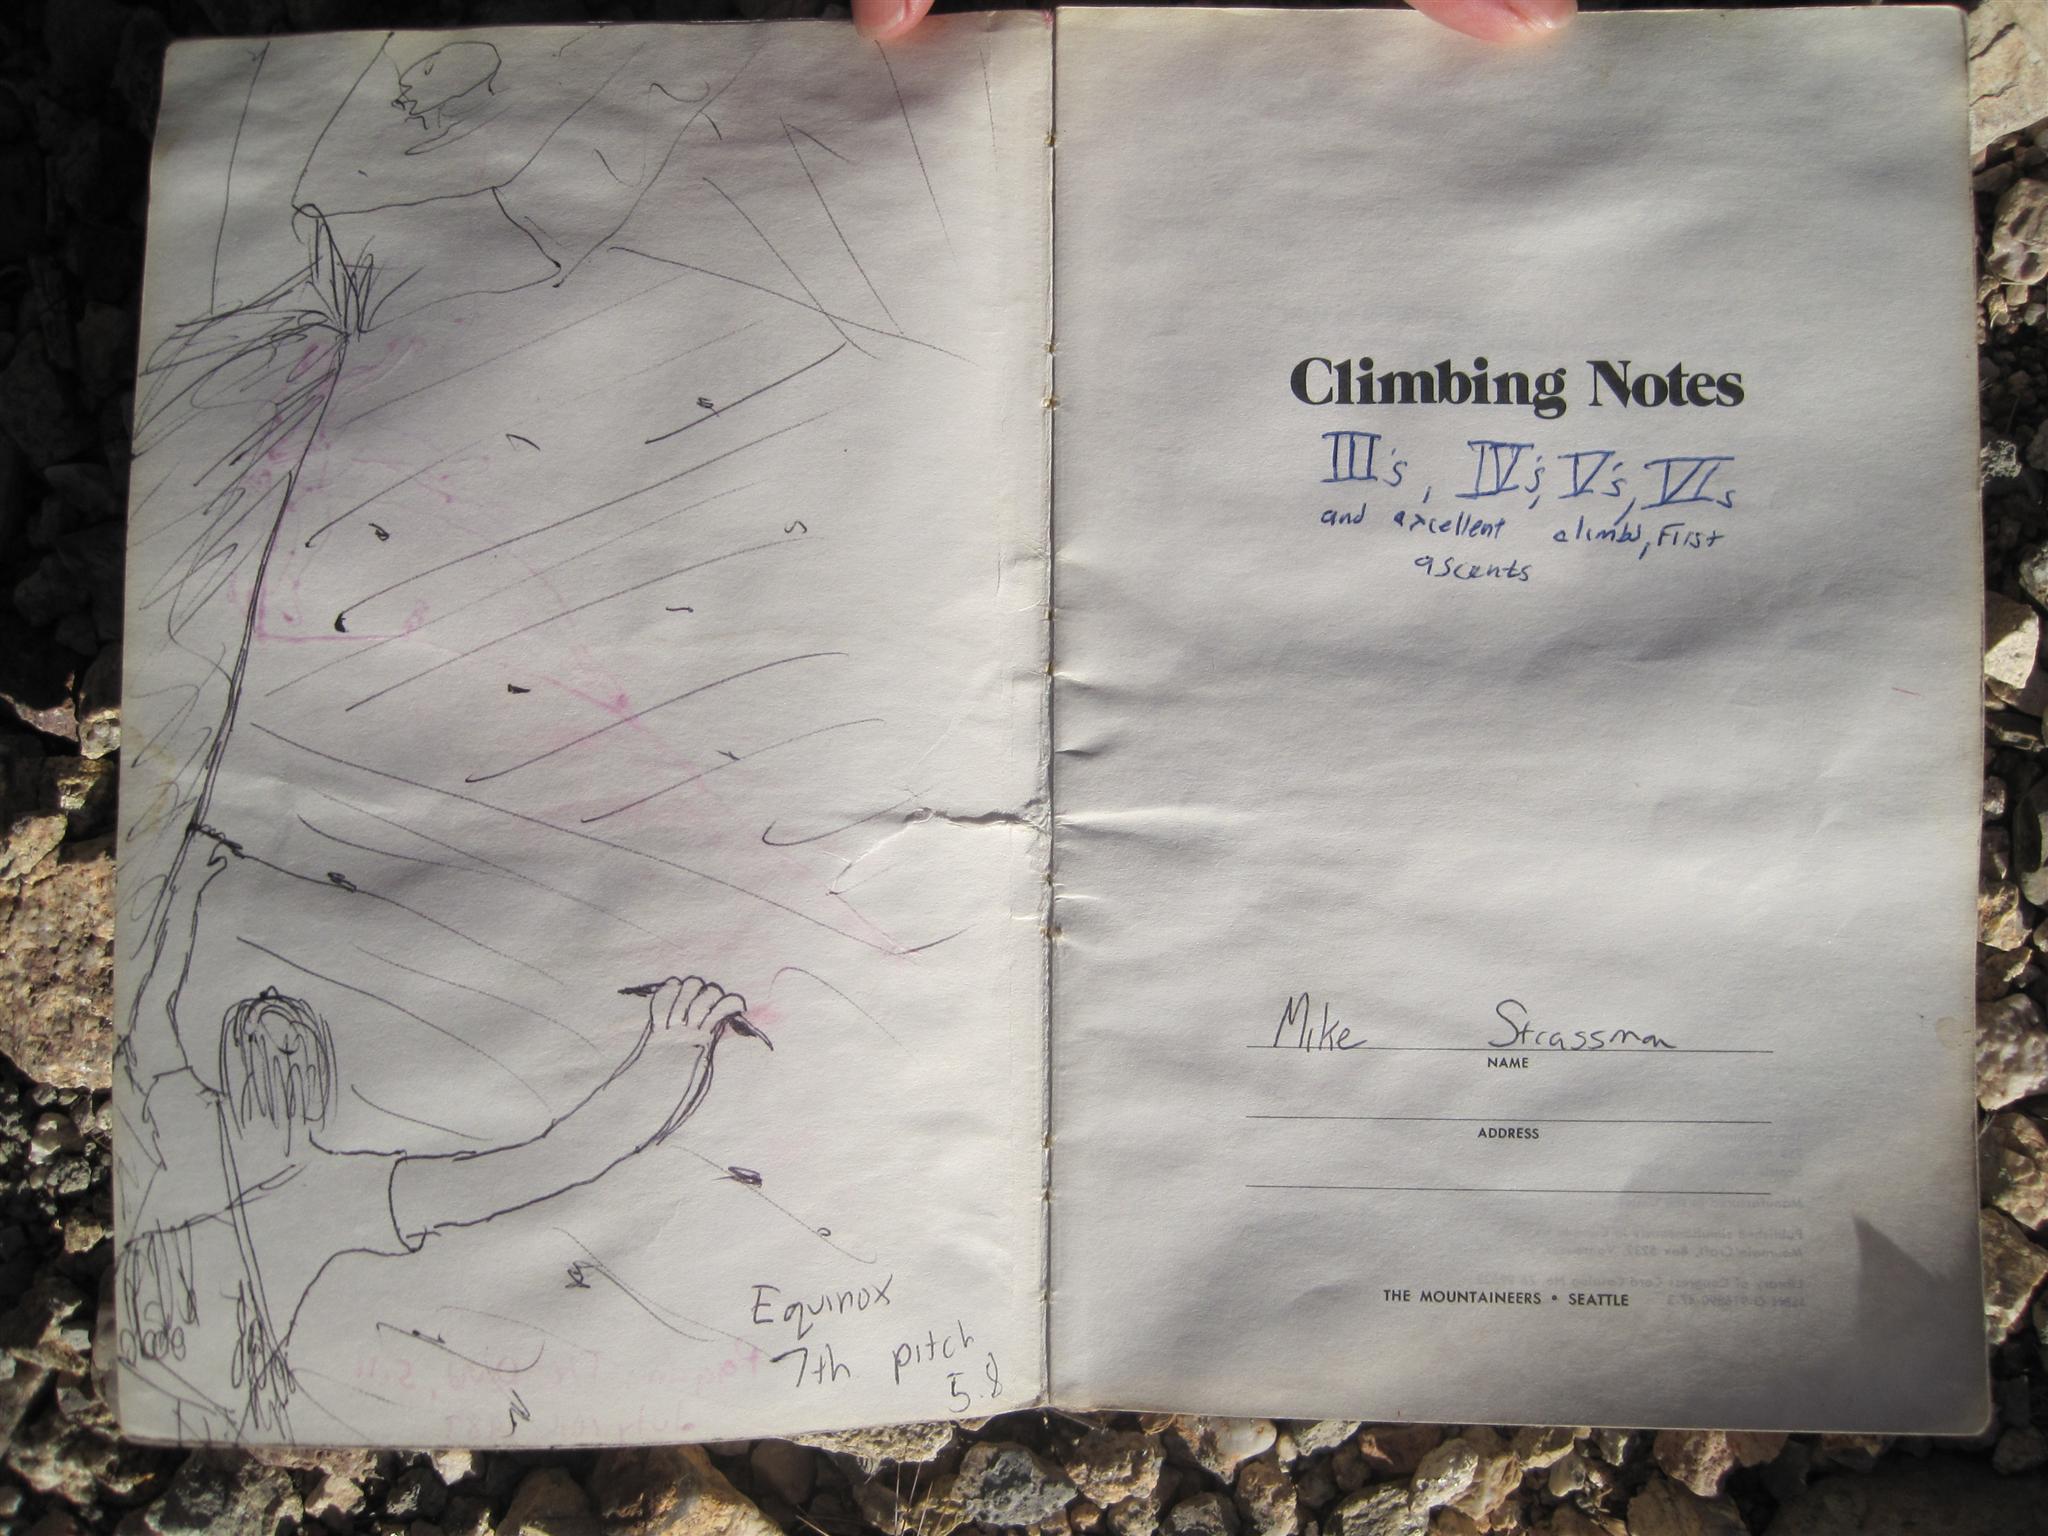 Equinox
7th pitch
5.8
Climbing Notes
III's, IV's, V's, VIs
and excellent climbs, First
ascents
Mike Strassman
NAME
ADDRESS
THE MOUNTAINEERS • SEATTLE